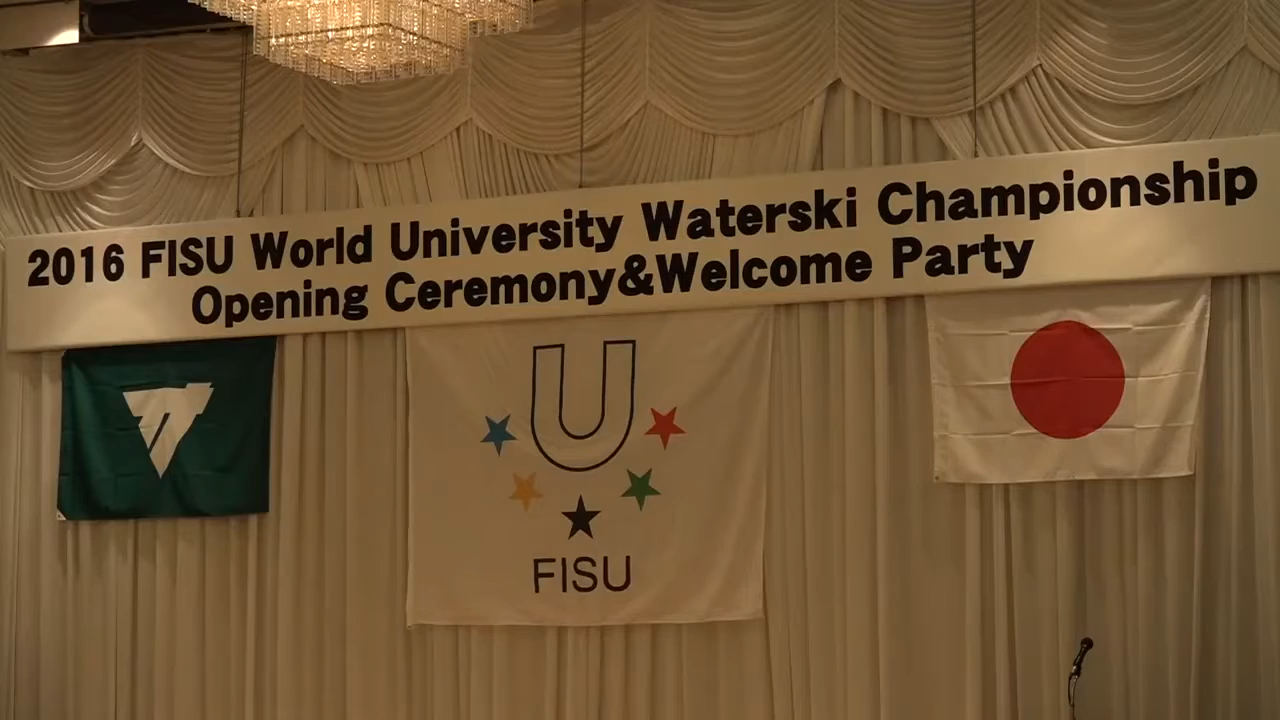 2016 FISU World University Waterski Championship
Opening Ceremony&Welcome Party
U
FISU